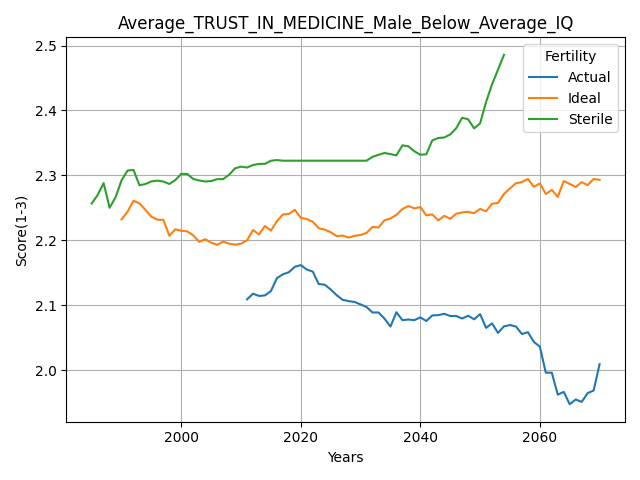 Average_TRUST_IN_MEDICINE_Male_Below_Average_IQ
Fertility
Actual
Ideal
Sterile
Score(1-3)
2.5
2.4
2.3
2.2
2.1
2.0
2000
2020
2040
2060
Years